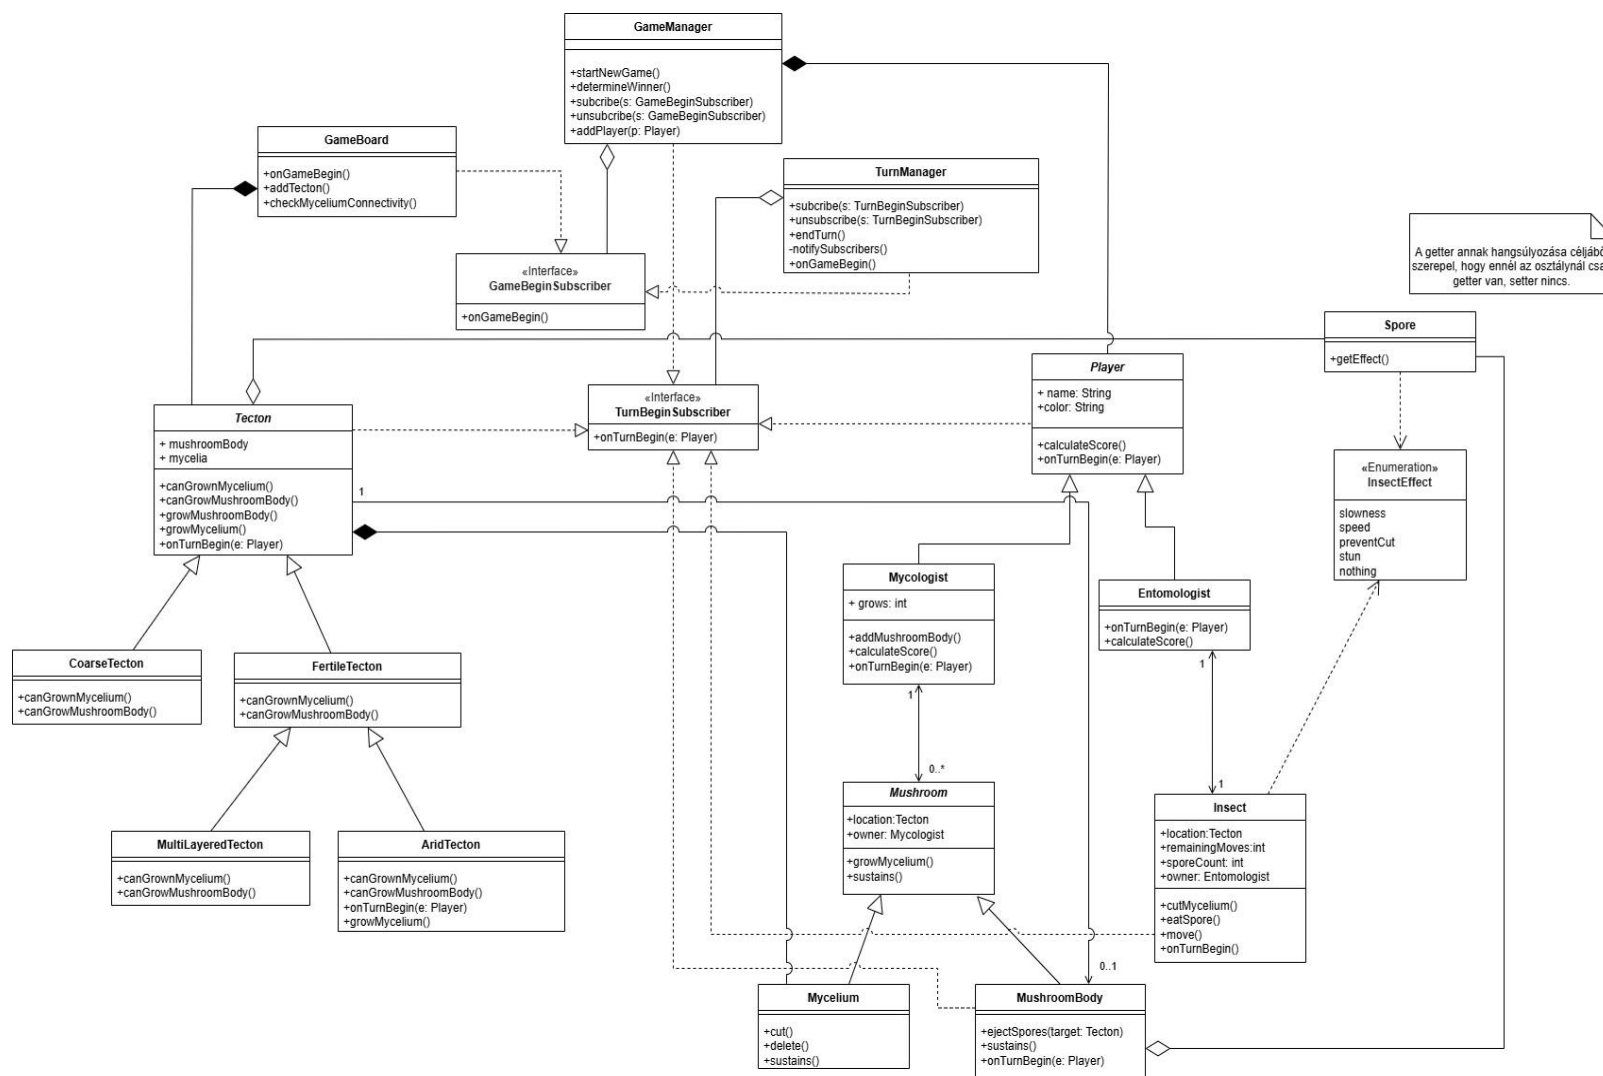 GameManager
+startNewGame()
+determineWinner()
+subcribe(s: GameBeginSubscriber)
+unsubcribe(s: GameBeginSubscriber)
+addPlayer(p: Player)
GameBoard
+onGameBegin()
+addTecton()
+checkMyceliumConnectivity()
TurnManager
+subcribe(s: TurnBeginSubscriber)
+unsubscribe(s: TurnBeginSubscriber)
+endTurn()
-notifySubscribers()
+onGameBegin()
«Interface»
GameBeginSubscriber
+onGameBegin()
A getter annak hangsúlyozása céljábó
szerepel, hogy ennél az osztálynál csa
getter van, setter nincs.
Spore
+getEffect()
Player
+ name: String
+color: String
+calculateScore()
+onTurnBegin(e: Player)
«Interface»
TurnBeginSubscriber
+onTurnBegin(e: Player)
Tecton
+ mushroomBody
+ mycelia
+canGrownMycelium()
+canGrowMushroomBody()
+growMushroomBody()
+growMycelium()
+onTurnBegin(e: Player)
1
«Enumeration»
InsectEffect
slowness
speed
preventCut
stun
nothing
Mycologist
+ grows: int
+addMushroomBody()
+calculateScore()
+onTurnBegin(e: Player)
1
Entomologist
+onTurnBegin(e: Player)
+calculateScore()
1
CoarseTecton
+canGrownMycelium()
+canGrowMushroomBody()
FertileTecton
+canGrownMycelium()
+canGrowMushroomBody()
0..*
Mushroom
+location:Tecton
+owner: Mycologist
+growMycelium()
+sustains()
1
Insect
+location:Tecton
+remainingMoves:int
+sporeCount: int
+owner: Entomologist
+cutMycelium()
+eatSpore()
+move()
+onTurnBegin()
MultiLayeredTecton
+canGrownMycelium()
+canGrowMushroomBody()
AridTecton
+canGrownMycelium()
+canGrowMushroomBody()
+onTurnBegin(e: Player)
+growMycelium()
0..1
Mycelium
+cut()
+delete()
+sustains()
MushroomBody
+ejectSpores(target: Tecton)
+sustains()
+onTurnBegin(e: Player)